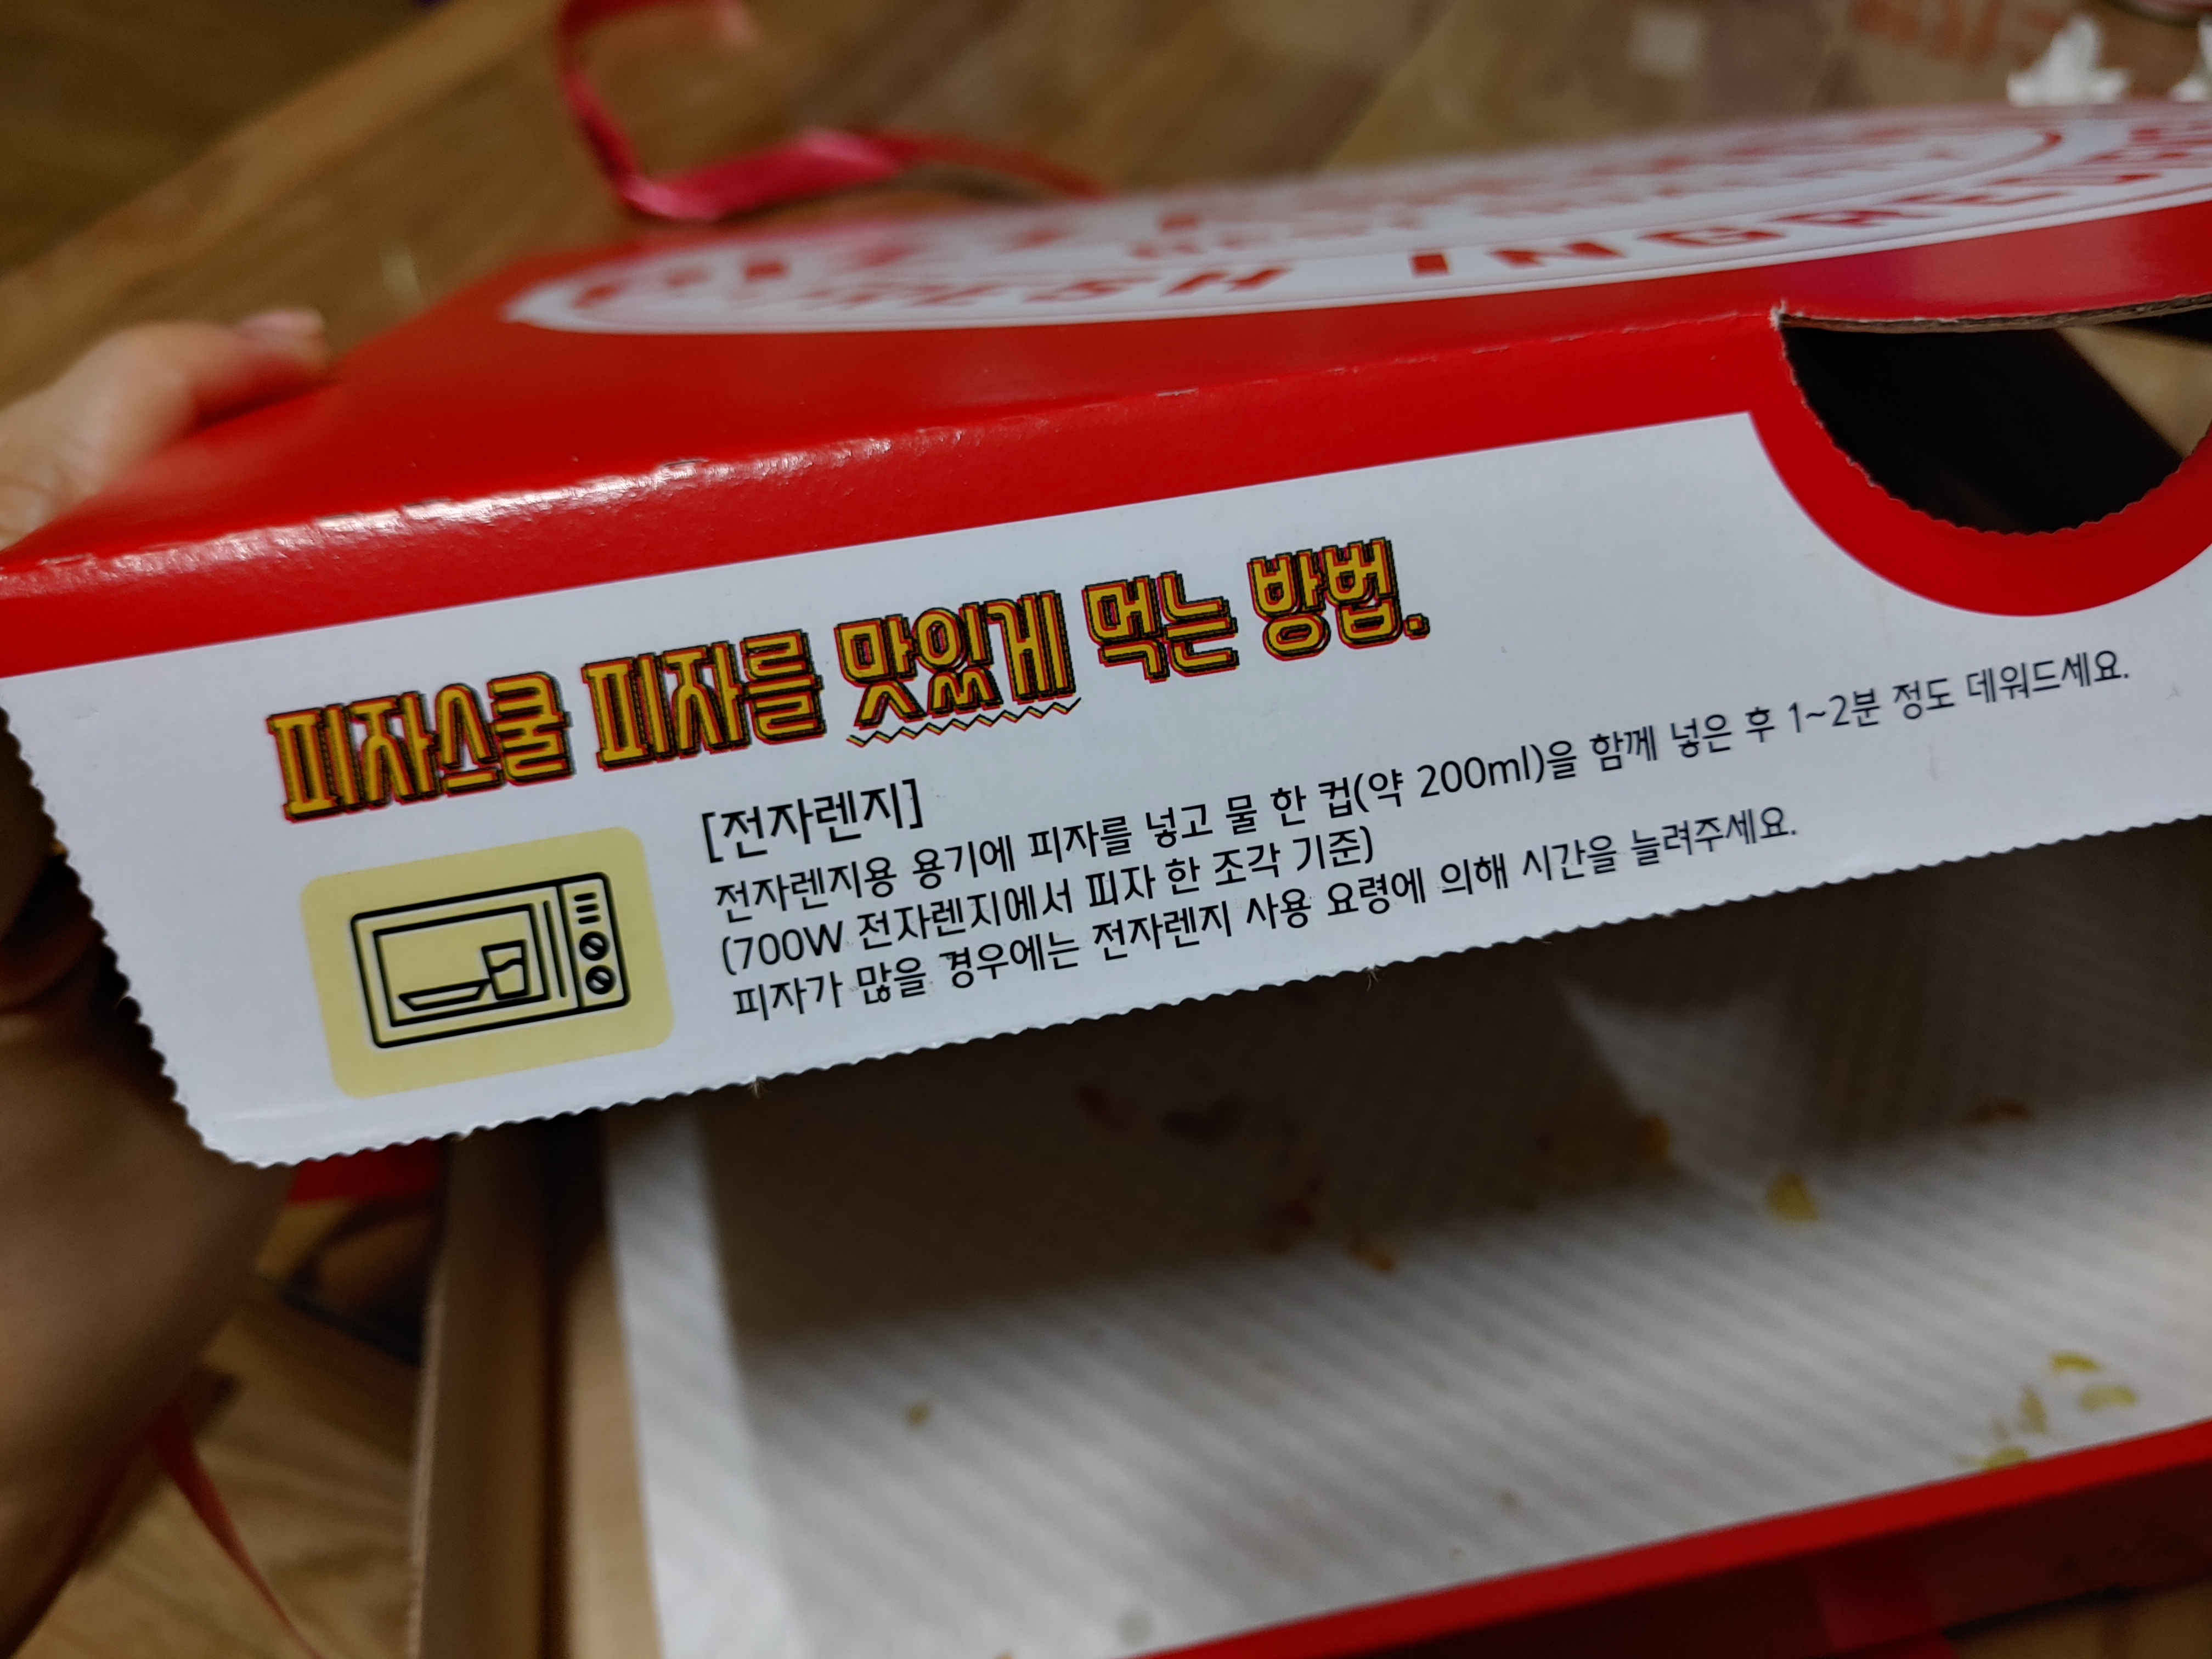 FRESH INGRE
피자스쿨 피자를 맛있게 먹는 방법.
[전자렌지]
전자렌지용 용기에 피자를 넣고 물 한 컵(약 200ml)을 함께 넣은 후 1~2분 정도 데워드세요.
(700W 전자렌지에서 피자 한 조각 기준)
피자가 많을 경우에는 전자렌지 사용 요령에 의해 시간을 늘려주세요.